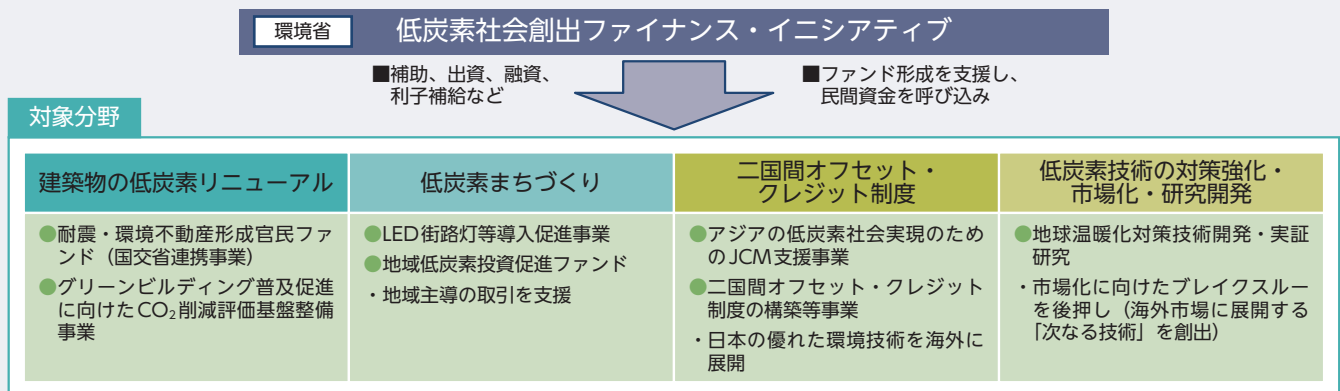 環境省 低炭素社会創出ファイナンス・イニシアティブ
■補助、出資、融資、
利子補給など
■ファンド形成を支援し、
民間資金を呼び込み
対象分野
建築物の低炭素リニューアル
●耐震・環境不動産形成官民ファ
ンド（国交省連携事業）
●グリーンビルディング普及促進
に向けたCO₂削減評価基盤整備
事業
低炭素まちづくり
●LED街路灯等導入促進事業
●地域低炭素投資促進ファンド
・地域主導の取引を支援
二国間オフセット・
クレジット制度
●アジアの低炭素社会実現のため
のJCM支援事業
●二国間オフセット・クレジット
制度の構築等事業
・日本の優れた環境技術を海外に
展開
低炭素技術の対策強化・
市場化・研究開発
●地球温暖化対策技術開発・実証
研究
・市場化に向けたブレイクスルー
を後押し（海外市場に展開する
「次なる技術」を創出）